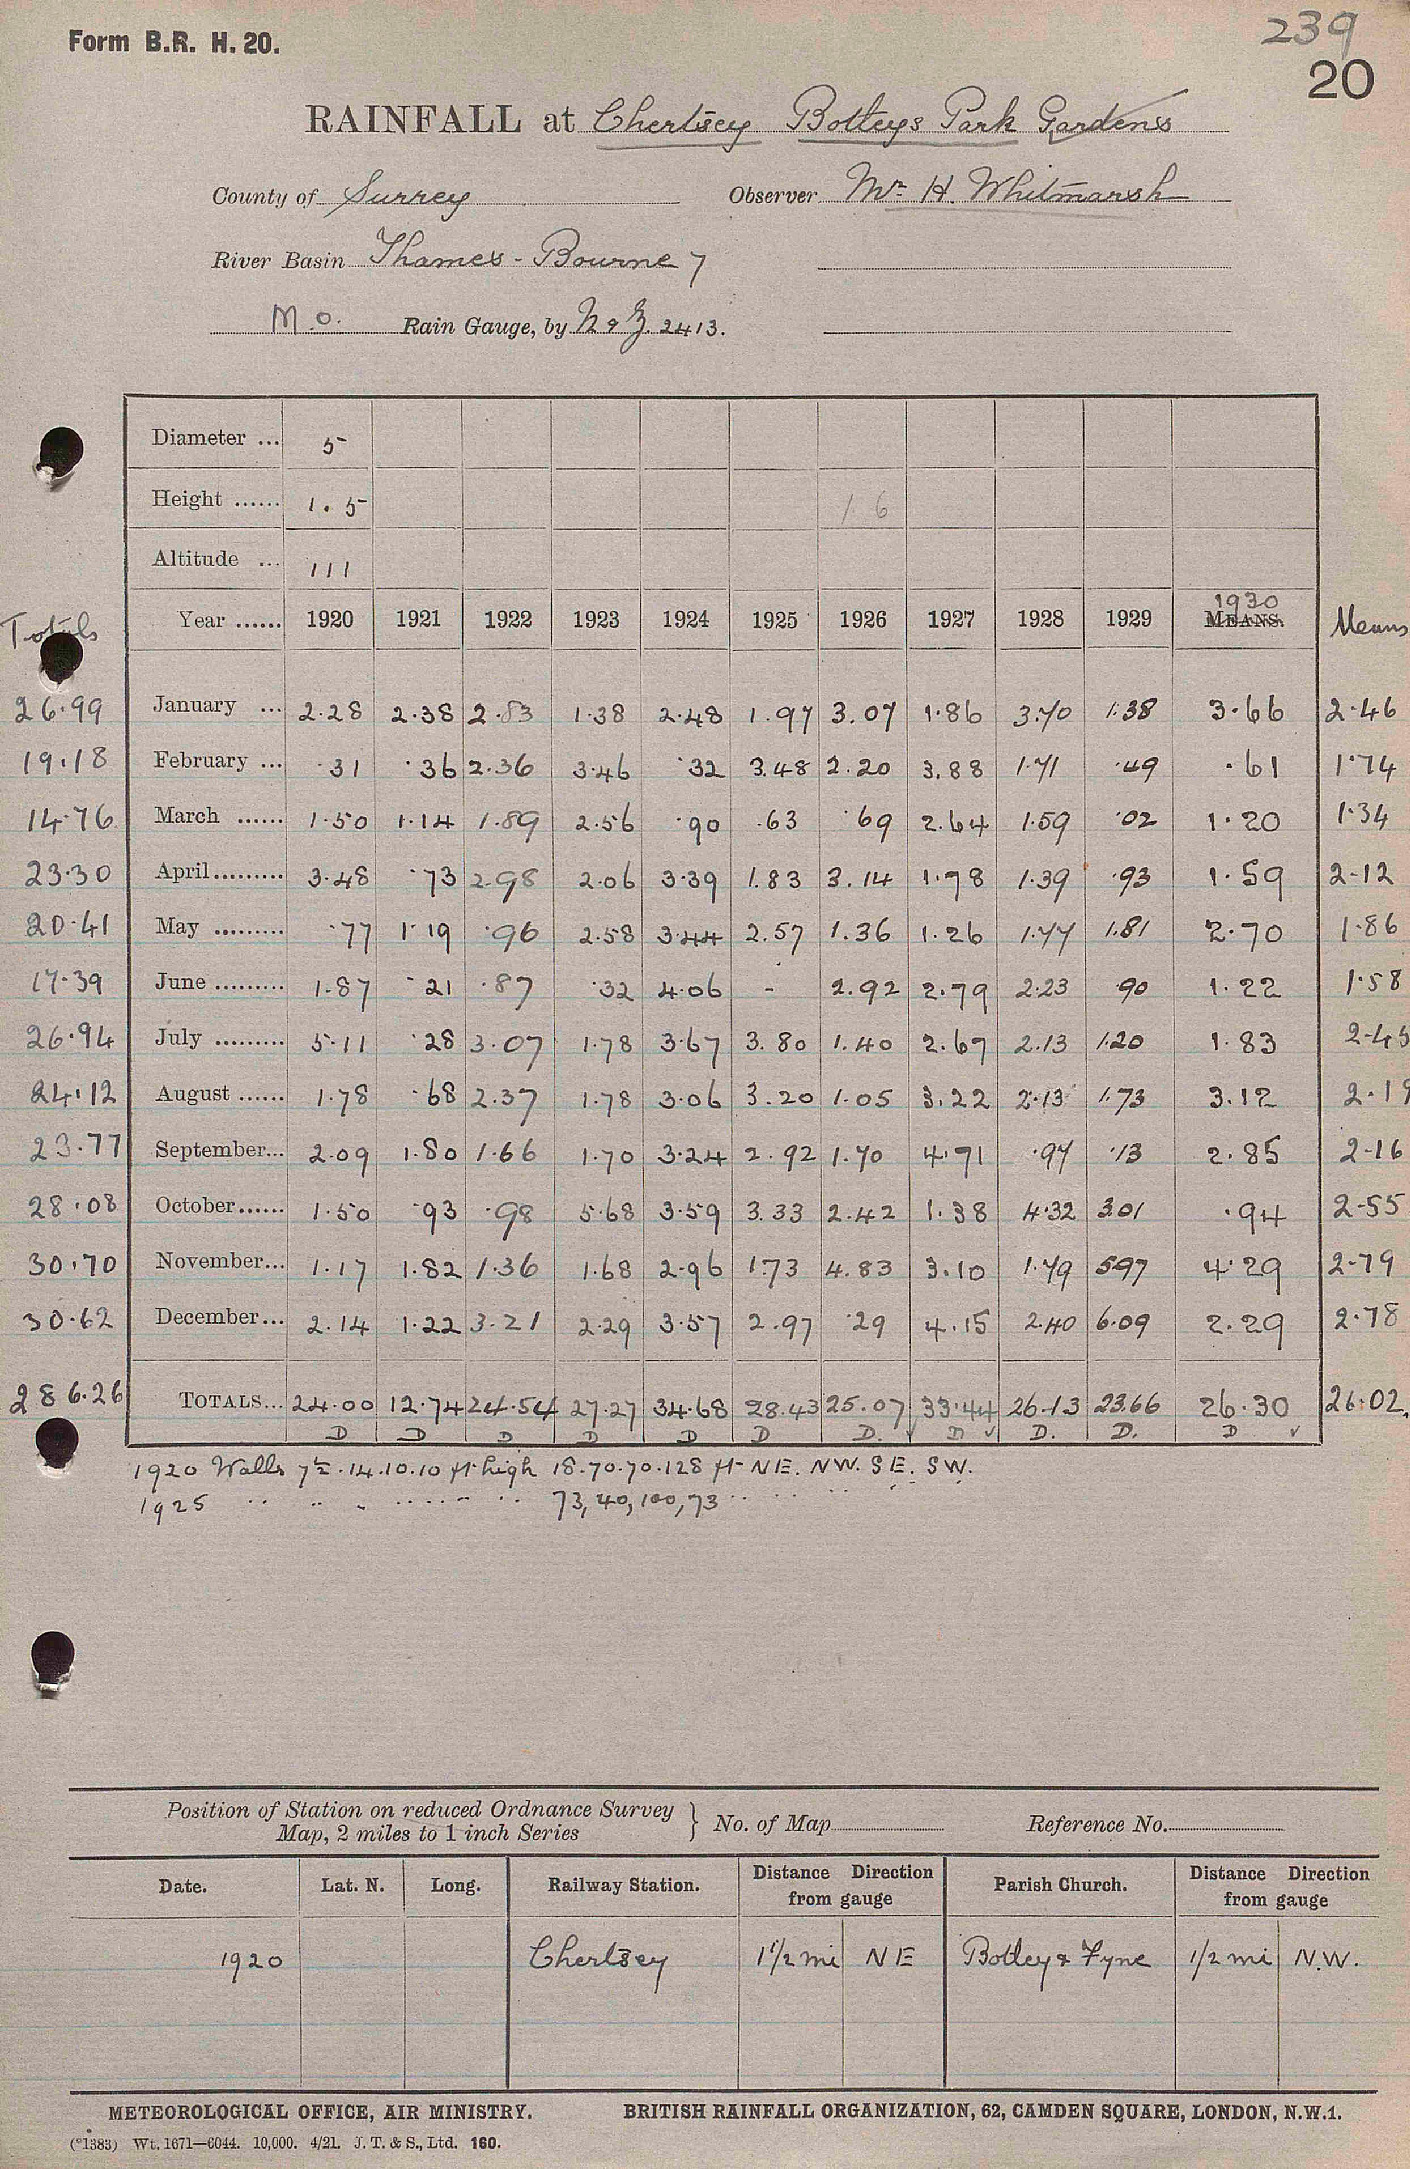 Form B.R. H. 20.
239
20
RAINFALL at Chertsey Botleys Park Gardens
County of Surrey Observer Mr. H. Whitmarsh
River Basin Thames - Bourne 7
M.O. Rain Gauge, by N & Z. 2413.
Diameter ... 5
Height ...... 1.5 1 6
Altitude ... 111
Totals Year ...... 1920 1921 1922 1923 1924 1925 1926 1927 1928 1929 1930 MEANS. Means
26.99 January ... 2.28 2.38 2.53 1.38 2.48 1.97 3.07 1.86 3.70 1.38 3.66 2.46
19.18 February ... .31 .36 2.36 3.46 .32 3.48 2.20 3.88 1.71 .49 .61 1.74
14.76 March ...... 1.50 1.14 1.89 2.56 .90 .63 .69 2.64 1.59 .02 1.20 1.34
23.30 April......... 3.48 .73 2.98 2.06 3.39 1.83 3.14 1.78 1.39 .93 1.59 2.12
20.41 May ......... .77 1.19 .96 2.58 3.44 2.57 1.36 1.26 1.77 1.81 2.70 1.86
17.39 June ......... 1.87 .21 .87 .32 4.06 - 2.92 2.79 2.23 .90 1.22 1.58
26.94 July ......... 5.11 .28 3.07 1.78 3.67 3.80 1.40 2.67 2.13 1.20 1.83 2.45
24.12 August ...... 1.78 .68 2.37 1.78 3.06 3.20 1.05 3.22 2.13 1.73 3.12 2.19
23.77 September... 2.09 1.80 1.66 1.70 3.24 2.92 1.70 4.71 .97 .13 2.85 2.16
28.08 October...... 1.50 .93 .98 5.68 3.59 3.33 2.42 1.38 4.32 3.01 .94 2.55
30.70 November... 1.17 1.82 1.36 1.68 2.96 1.73 4.83 3.10 1.79 5.97 4.29 2.79
30.62 December... 2.14 1.22 3.21 2.29 3.57 2.97 .29 4.15 2.40 6.09 2.29 2.78
286.26 TOTALS... 24.00 12.74 24.54 27.27 34.68 28.43 25.07 33.44 26.13 23.66 26.30 26.02.
D D D D D D D. D D. D. D
1920 Walls 7½.14.10.10 ft high 18.70.70.128 ft NE. NW. SE. SW.
1925 .. .. .. .. .. .. 73, 40, 100, 73 .. .. .. ..
Position of Station on reduced Ordnance Survey Map, 2 miles to 1 inch Series } No. of Map Reference No.
Date. Lat. N. Long. Railway Station. Distance Direction from gauge Parish Church. Distance Direction from gauge
1920 Chertsey 1 1/2 mi NE Botley & Lyne 1/2 mi N.W.
METEOROLOGICAL OFFICE, AIR MINISTRY. BRITISH RAINFALL ORGANIZATION, 62, CAMDEN SQUARE, LONDON, N.W.1.
(*1383) Wt. 1671—6044. 10,000. 4/21. J. T. & S., Ltd. 160.